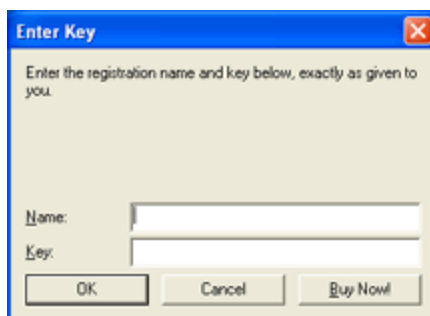 Enter Key
Enter the registration name and key below, exactly as given to
you.
Name:
Key:
OK Cancel Buy Now!